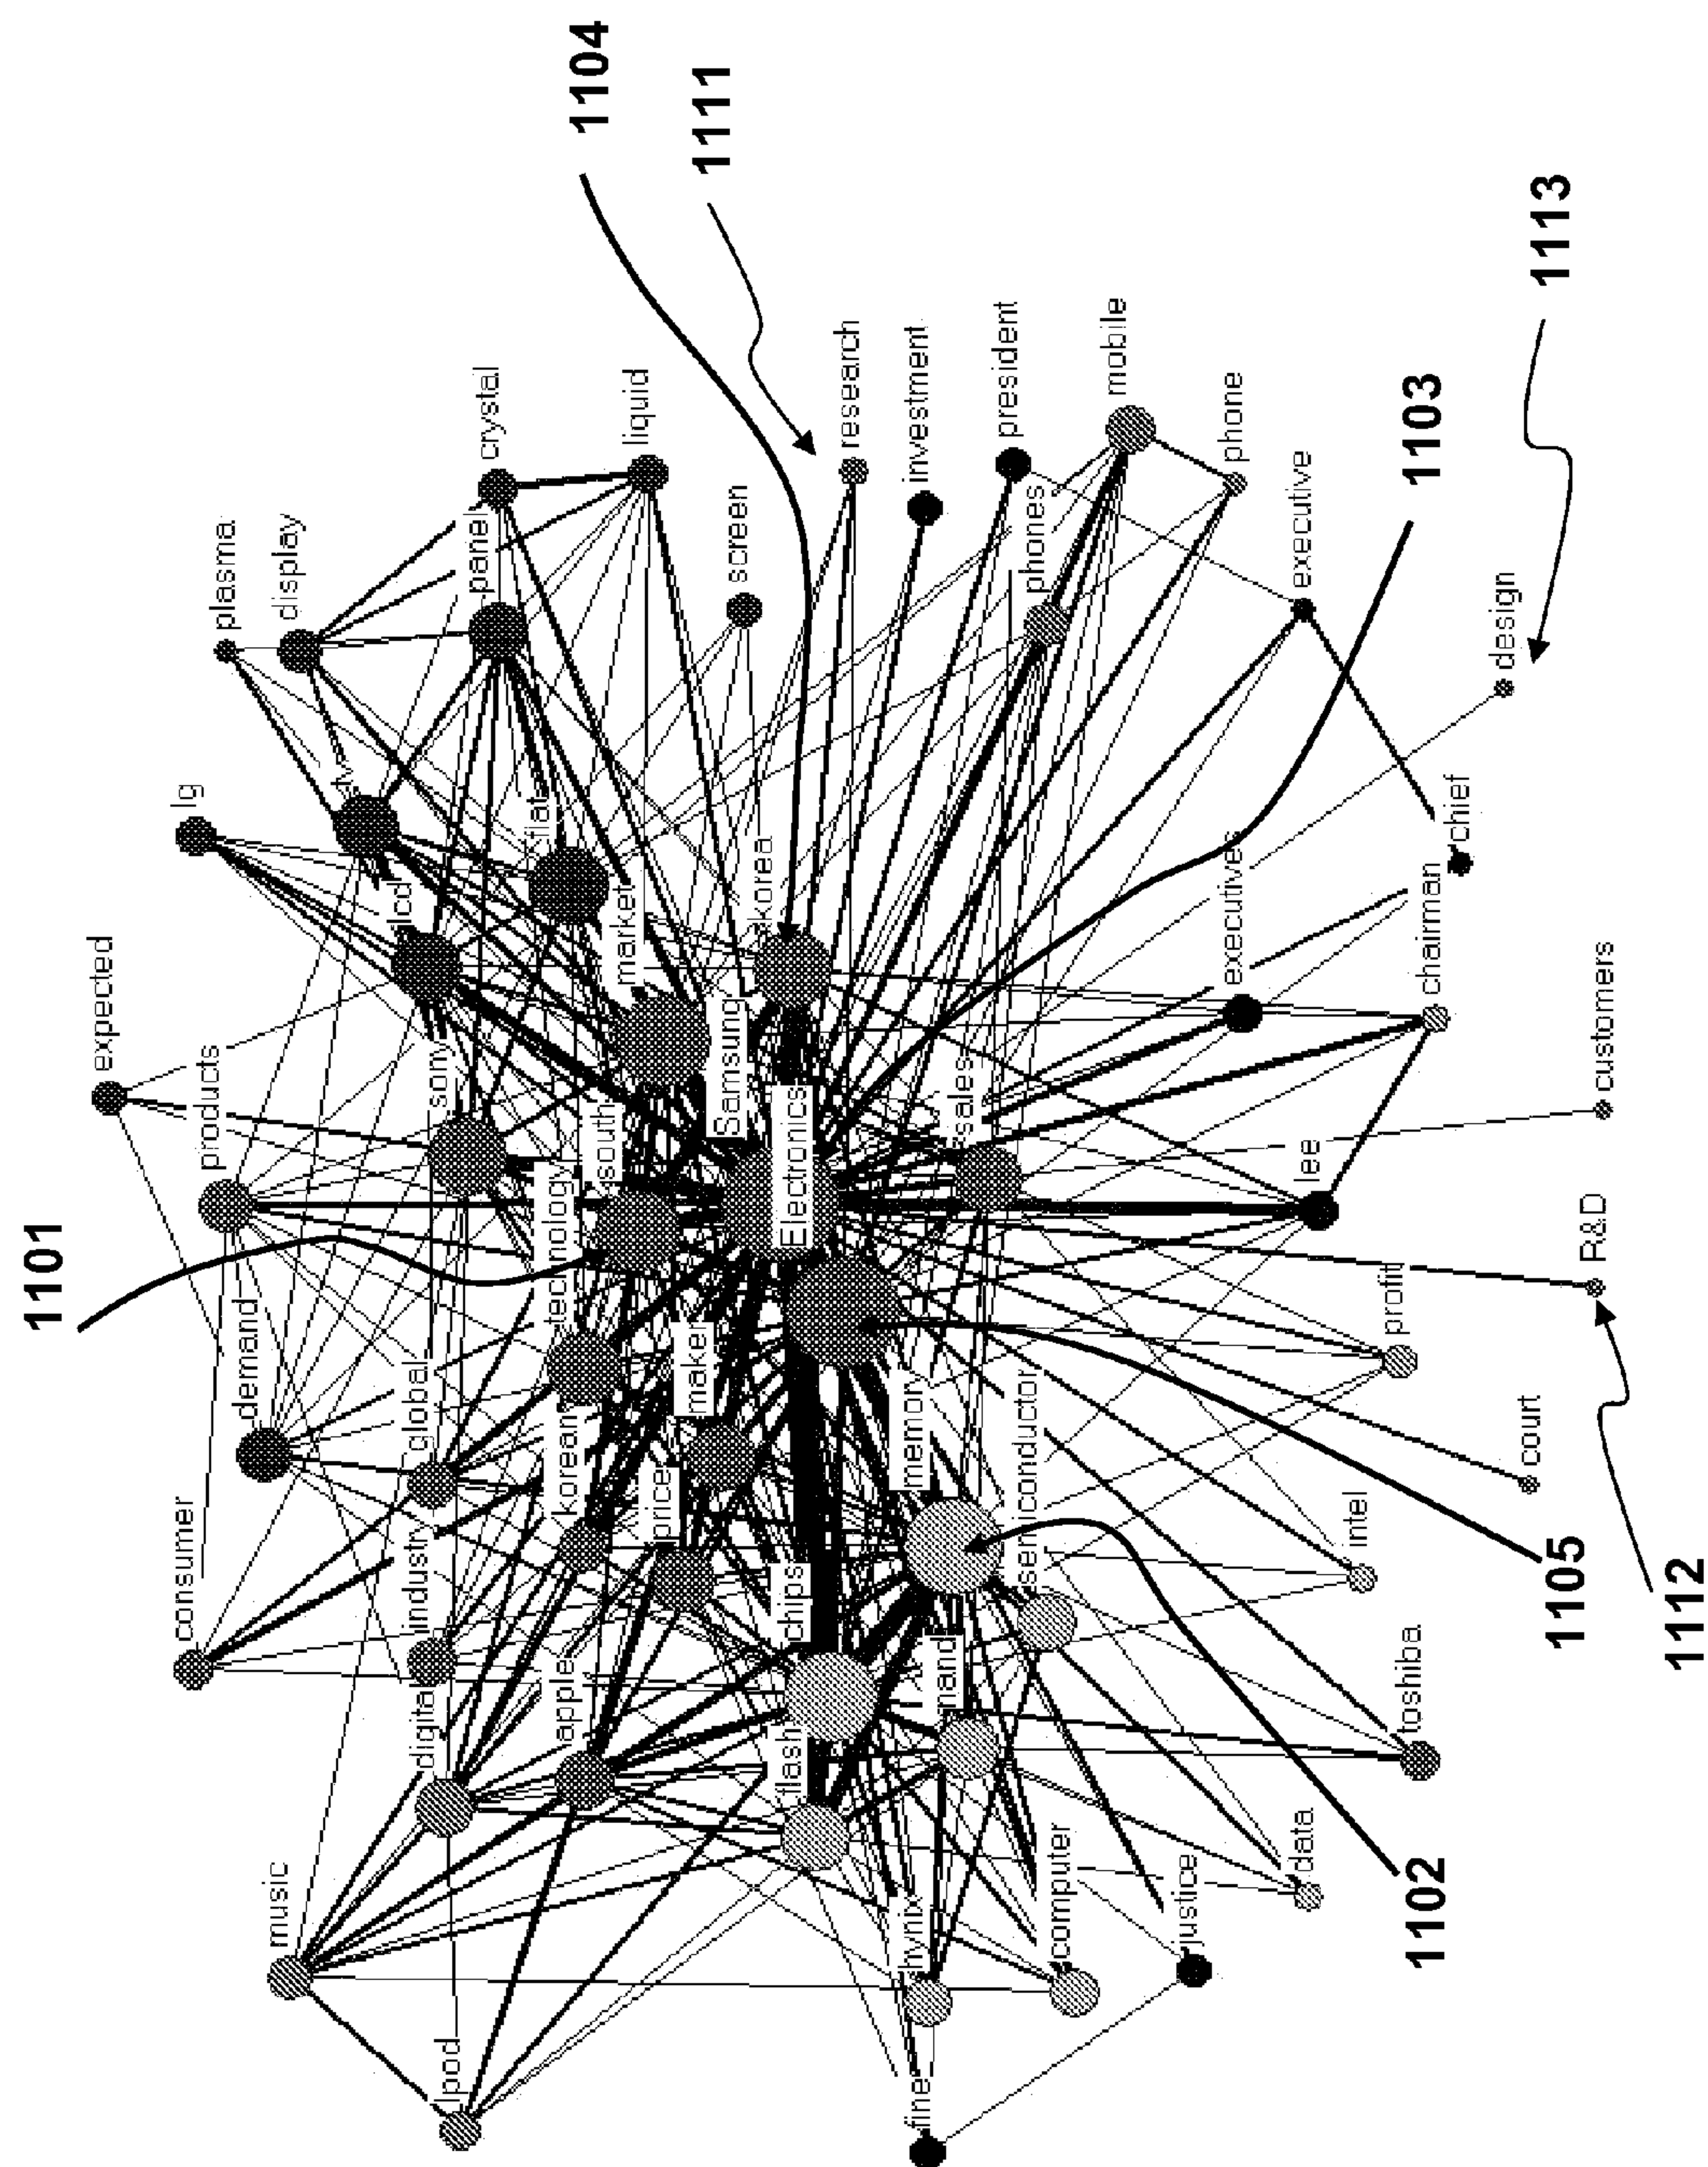 1101
expected
consumer
lg
products
plasma
demand
music
display
lcd
global
industry
digital
sony
Ipod
panel
crystal
flat
technology
korean
apple
1104
south
market
liquid
price
maker
1111
Samsung
screen
korea
flash
chips
Electronics
research
memor
hynix
investment
fine
nand
sales
president
semiconductor
phones
computer
mobile
justice
executives
phone
executive
data
lee
intel
profit
toshiba
1103
1102
chairman
chief
design
court
1113
1105
R&D
customers
1112